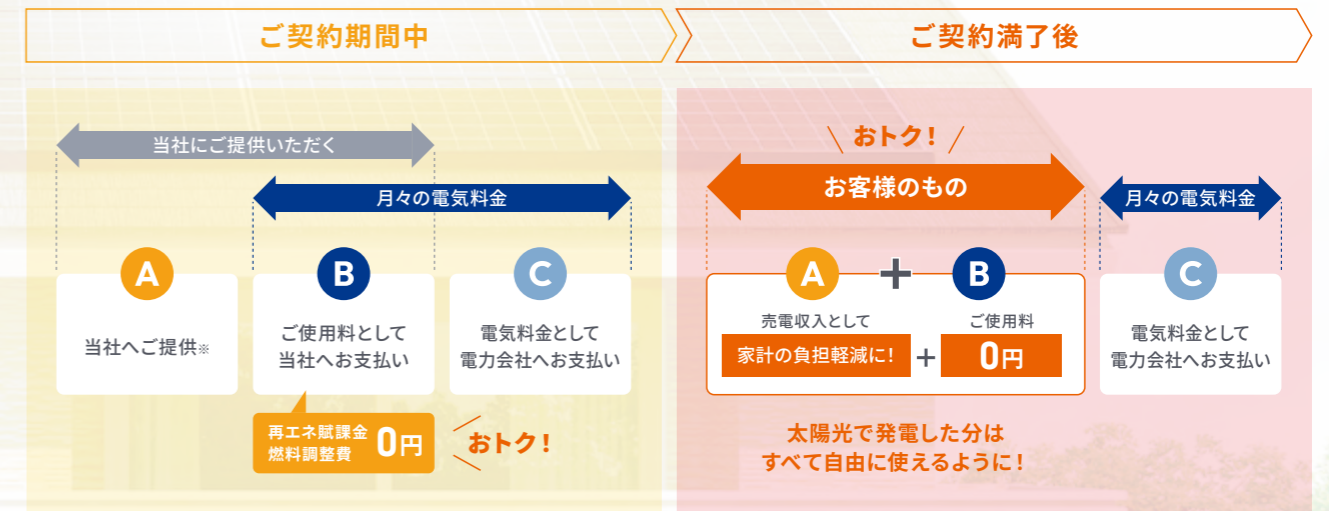 ご契約期間中
ご契約満了後
当社にご提供いただく
月々の電気料金
A
B
C
当社へご提供※
ご使用料として
当社へお支払い
電気料金として
電力会社へお支払い
再エネ賦課金
燃料調整費
0円
おトク!
おトク!
お客様のもの
月々の電気料金
A
+
B
C
売電収入として
家計の負担軽減に!
+
ご使用料
0円
電気料金として
電力会社へお支払い
太陽光で発電した分は
すべて自由に使えるように!